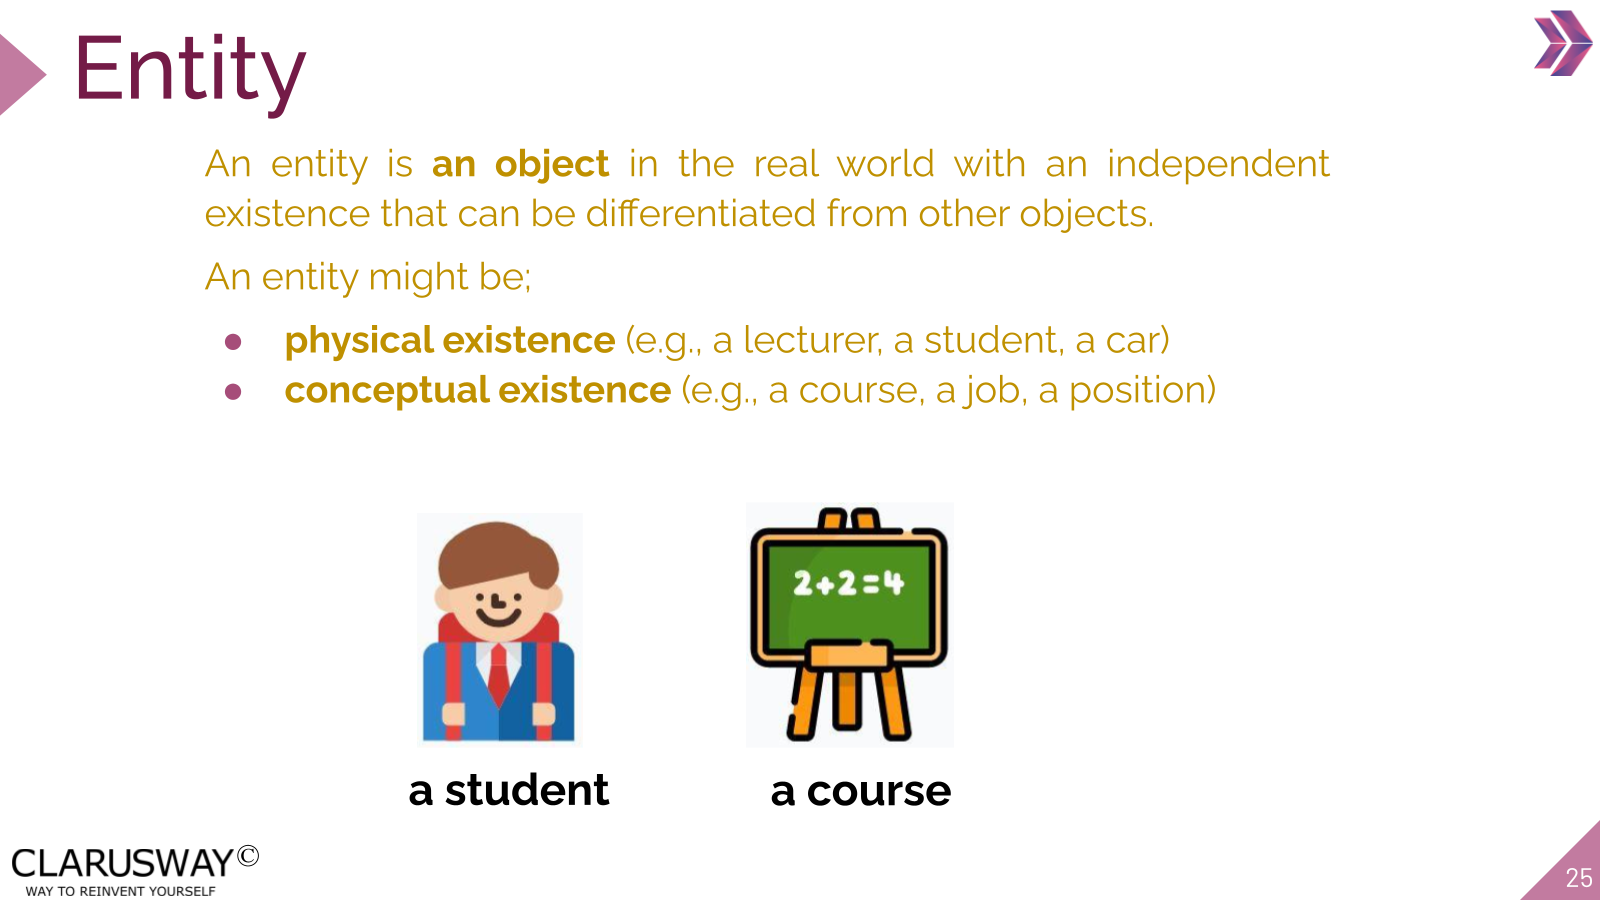 Entity
An entity is an object in the real world with an independent
existence that can be differentiated from other objects.
An entity might be;
● physical existence (e.g., a lecturer, a student, a car)
● conceptual existence (e.g., a course, a job, a position)
2+2=4
a student
a course
CLARUSWAY©
WAY TO REINVENT YOURSELF
25